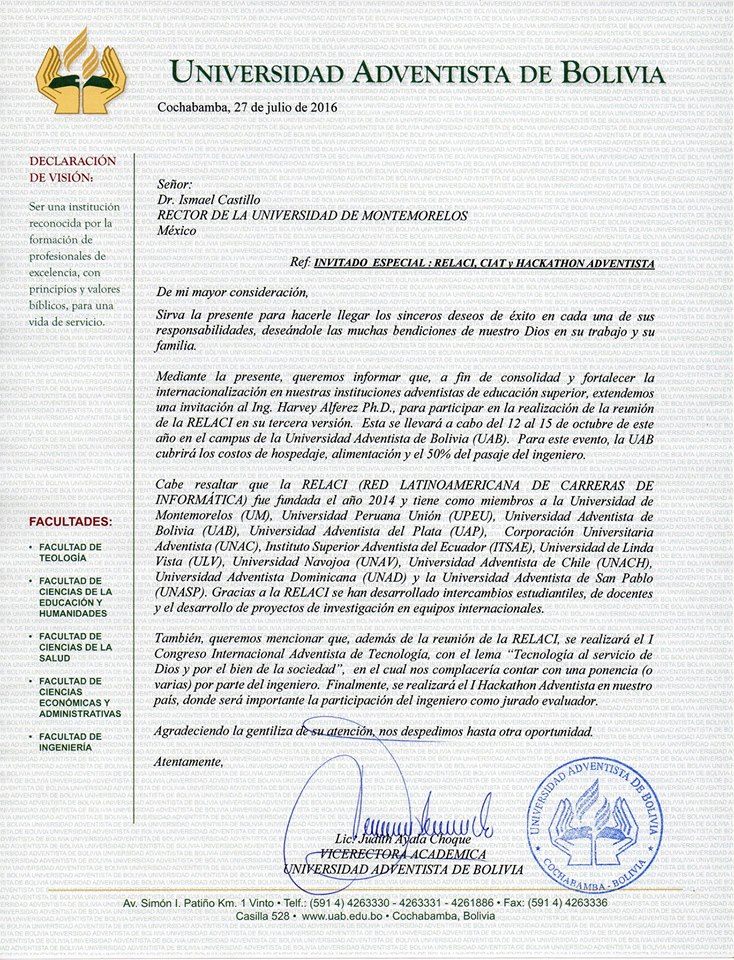 UNIVERSIDAD ADVENTISTA DE BOLIVIA
Cochabamba, 27 de julio de 2016
DECLARACIÓN
DE VISIÓN:
Ser una institución
reconocida por la
formación de
profesionales de
excelencia, con
principios y valores
bíblicos, para una
vida de servicio.
FACULTADES:
• FACULTAD DE
TEOLOGÍA
• FACULTAD DE
CIENCIAS DE LA
EDUCACIÓN Y
HUMANIDADES
• FACULTAD DE
CIENCIAS DE LA
SALUD
• FACULTAD DE
CIENCIAS
ECONÓMICAS Y
ADMINISTRATIVAS
• FACULTAD DE
INGENIERÍA
Señor:
Dr. Ismael Castillo
RECTOR DE LA UNIVERSIDAD DE MONTEMORELOS
México
Ref: INVITADO ESPECIAL : RELACI, CIAT y HACKATHON ADVENTISTA
De mi mayor consideración,
Sirva la presente para hacerle llegar los sinceros deseos de éxito en cada una de sus
responsabilidades, deseándole las muchas bendiciones de nuestro Dios en su trabajo y su
familia.
Mediante la presente, queremos informar que, a fin de consolidad y fortalecer la
internacionalización en nuestras instituciones adventistas de educación superior, extendemos
una invitación al Ing. Harvey Alferez Ph.D., para participar en la realización de la reunión
de la RELACI en su tercera versión. Esta se llevará a cabo del 12 al 15 de octubre de este
año en el campus de la Universidad Adventista de Bolivia (UAB). Para este evento, la UAB
cubrirá los costos de hospedaje, alimentación y el 50% del pasaje del ingeniero.
Cabe resaltar que la RELACI (RED LATINOAMERICANA DE CARRERAS DE
INFORMÁTICA) fue fundada el año 2014 y tiene como miembros a la Universidad de
Montemorelos (UM), Universidad Peruana Unión (UPEU), Universidad Adventista de
Bolivia (UAB), Universidad Adventista del Plata (UAP), Corporación Universitaria
Adventista (UNAC), Instituto Superior Adventista del Ecuador (ITSAE), Universidad de Linda
Vista (ULV), Universidad Navojoa (UNAV), Universidad Adventista de Chile (UNACH),
Universidad Adventista Dominicana (UNAD) y la Universidad Adventista de San Pablo
(UNASP). Gracias a la RELACI se han desarrollado intercambios estudiantiles, de docentes
y el desarrollo de proyectos de investigación en equipos internacionales.
También, queremos mencionar que, además de la reunión de la RELACI, se realizará el I
Congreso Internacional Adventista de Tecnología, con el lema “Tecnología al servicio de
Dios y por el bien de la sociedad”, en el cual nos complacería contar con una ponencia (o
varias) por parte del ingeniero. Finalmente, se realizará el I Hackathon Adventista en nuestro
país, donde será importante la participación del ingeniero como jurado evaluador.
Agradeciendo la gentiliza de su atención, nos despedimos hasta otra oportunidad.
Atentamente,
Lic. Judith Ayala Choque
VICERECTORA ACADEMICA
UNIVERSIDAD ADVENTISTA DE BOLIVIA
UNIVERSIDAD ADVENTISTA DE BOLIVIA
★ COCHABAMBA - BOLIVIA ★
Av. Simón I. Patiño Km. 1 Vinto • Telf.: (591 4) 4263330 - 4263331 - 4261886 • Fax: (591 4) 4263336
Casilla 528 • www.uab.edu.bo • Cochabamba, Bolivia